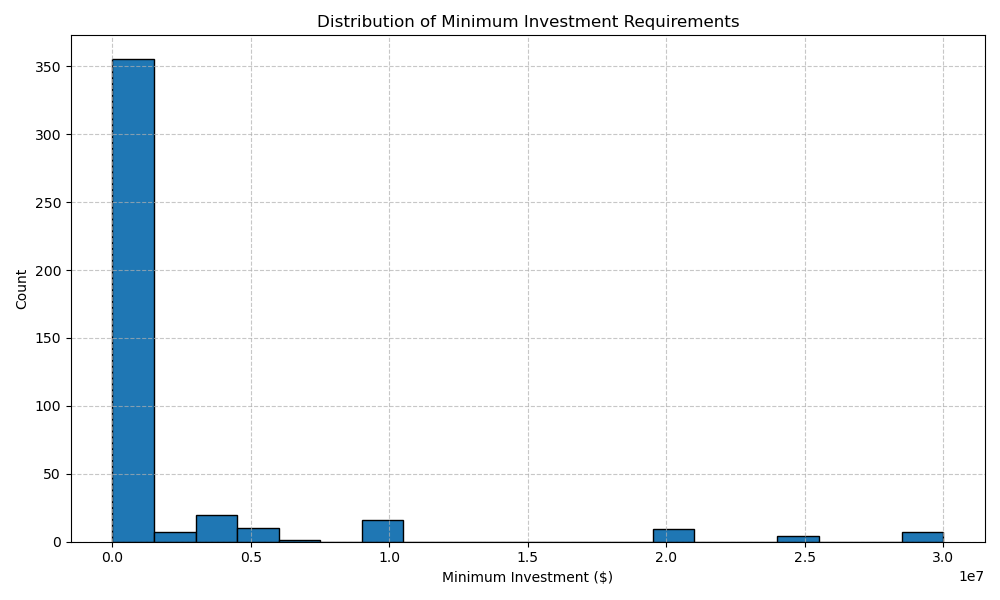 Distribution of Minimum Investment Requirements
Count
350
300
250
200
150
100
50
0
0.0 0.5 1.0 1.5 2.0 2.5 3.0
1e7
Minimum Investment ($)